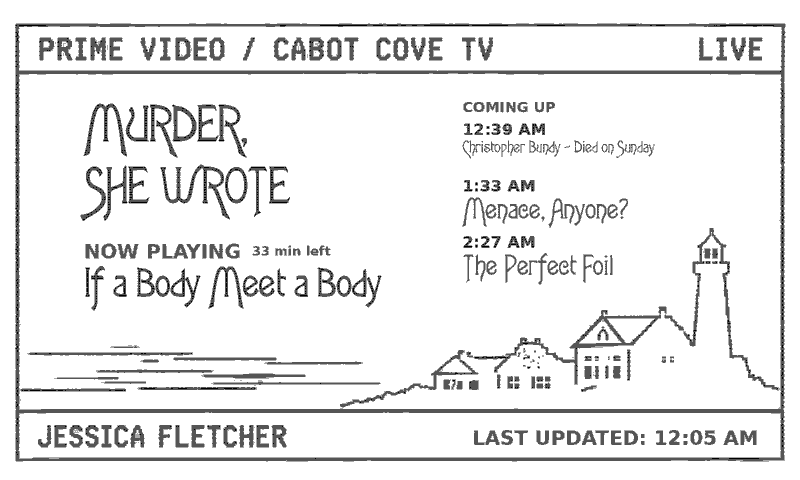 PRIME VIDEO / CABOT COVE TV
LIVE
MURDER,
SHE WROTE
NOW PLAYING 33 min left
If a Body Meet a Body
COMING UP
12:39 AM
Christopher Bundy - Died on Sunday
1:33 AM
Menace, Anyone?
2:27 AM
The Perfect Foil
JESSICA FLETCHER
LAST UPDATED: 12:05 AM